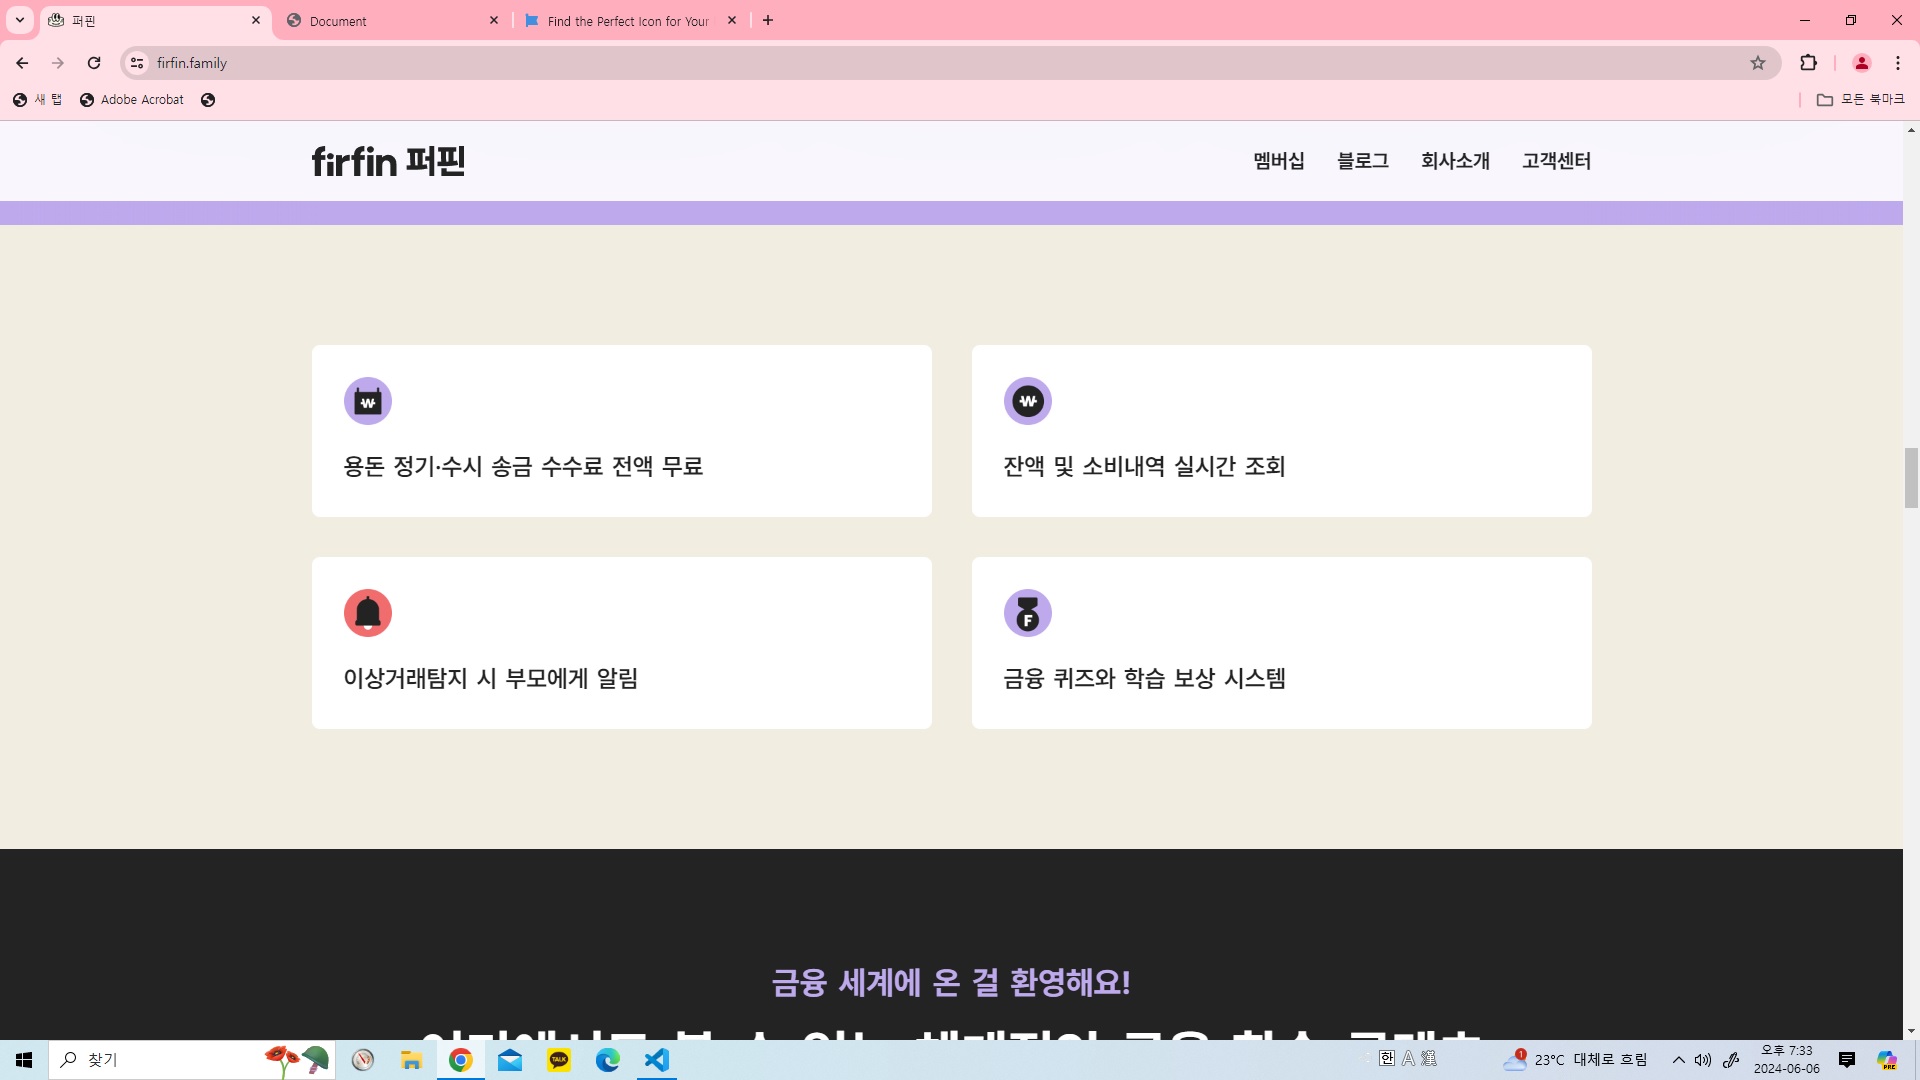 퍼핀
Document
Find the Perfect Icon for Your
firfin.family
새 탭
Adobe Acrobat
모든 북마크
firfin 퍼핀
멤버십
블로그
회사소개
고객센터
W
용돈 정기·수시 송금 수수료 전액 무료
W
잔액 및 소비내역 실시간 조회
이상거래탐지 시 부모에게 알림
F
금융 퀴즈와 학습 보상 시스템
금융 세계에 온 걸 환영해요!
찾기
TALK
한 A 漢
1
23°C 대체로 흐림
오후 7:33
2024-06-06
PRE